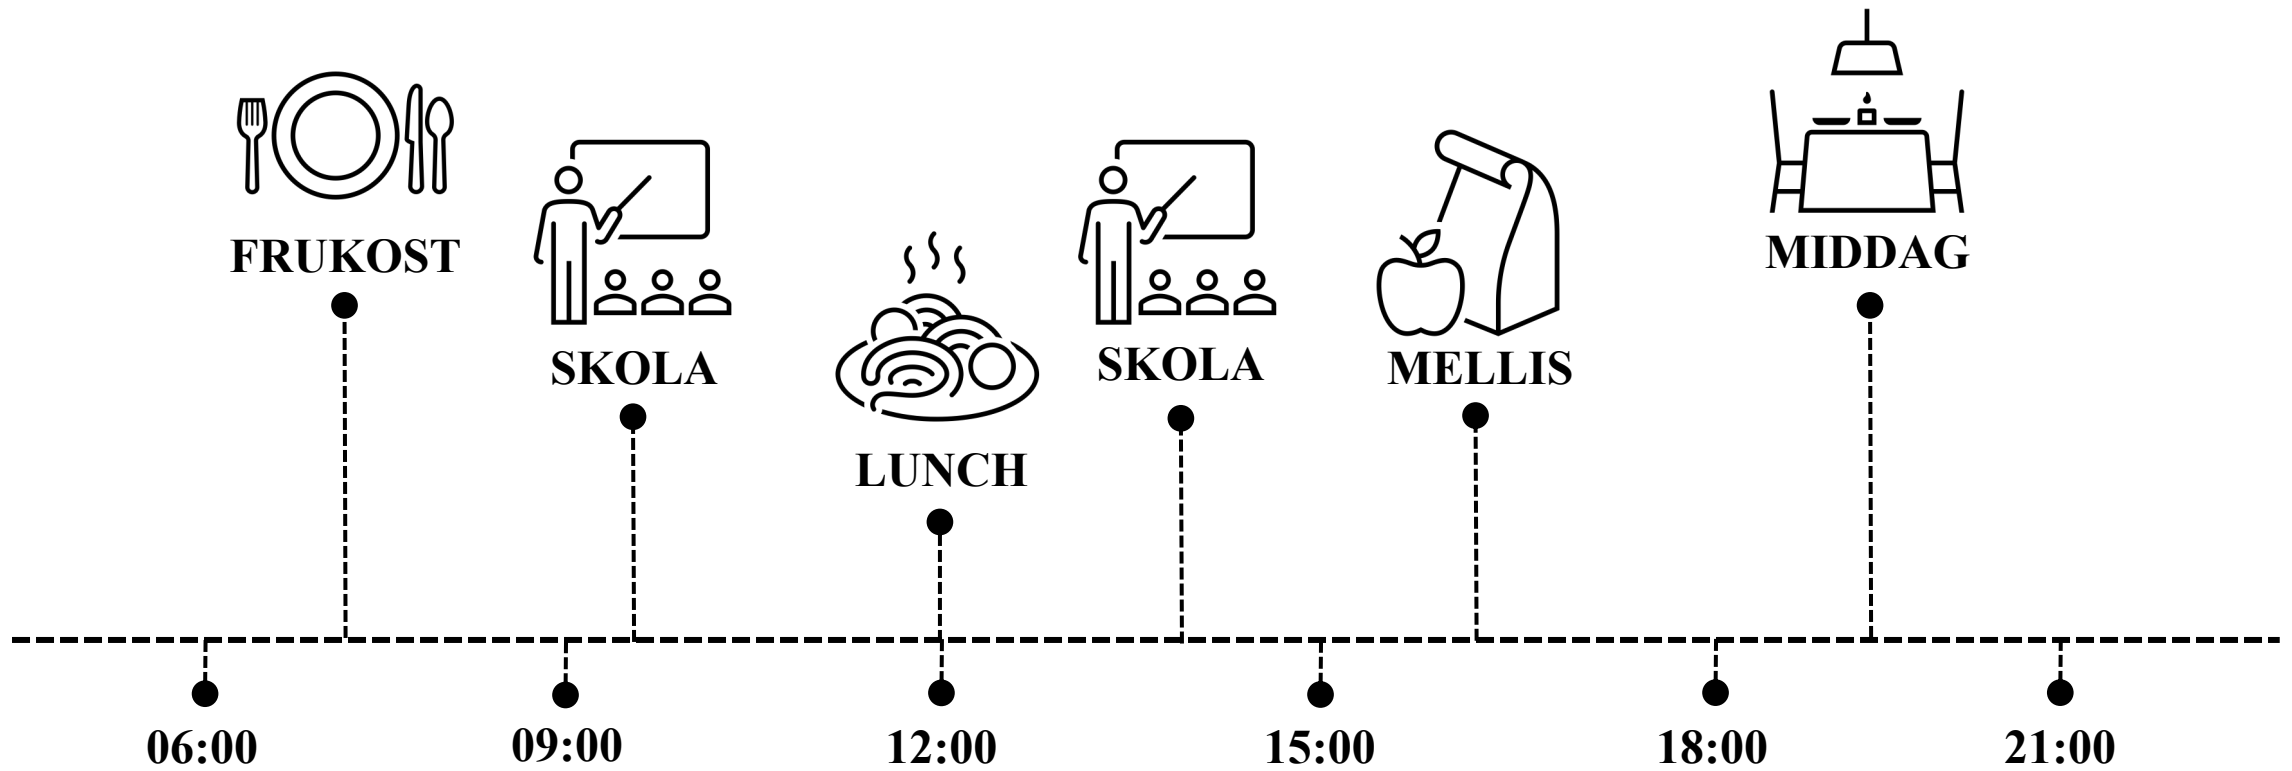 FRUKOST
SKOLA
LUNCH
SKOLA
MELLIS
MIDDAG
06:00
09:00
12:00
15:00
18:00
21:00